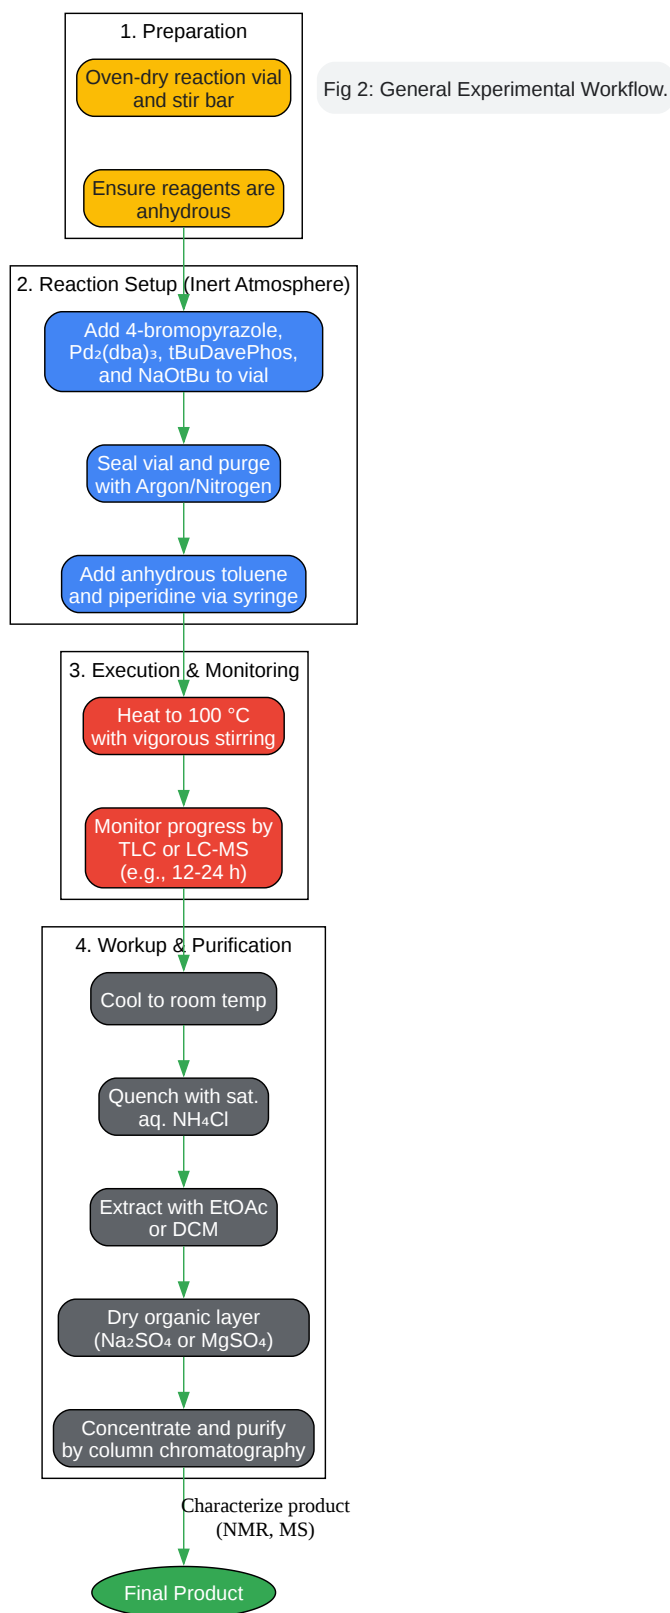 1. Preparation
Oven-dry reaction vial
and stir bar
Fig 2: General Experimental Workflow.
Ensure reagents are
anhydrous
2. Reaction Setup (Inert Atmosphere)
Add 4-bromopyrazole,
Pd₂(dba)₃, tBuDavePhos,
and NaOtBu to vial
Seal vial and purge
with Argon/Nitrogen
Add anhydrous toluene
and piperidine via syringe
3. Execution & Monitoring
Heat to 100 °C
with vigorous stirring
Monitor progress by
TLC or LC-MS
(e.g., 12-24 h)
4. Workup & Purification
Cool to room temp
Quench with sat.
aq. NH₄Cl
Extract with EtOAc
or DCM
Dry organic layer
(Na₂SO₄ or MgSO₄)
Concentrate and purify
by column chromatography
Characterize product
(NMR, MS)
Final Product